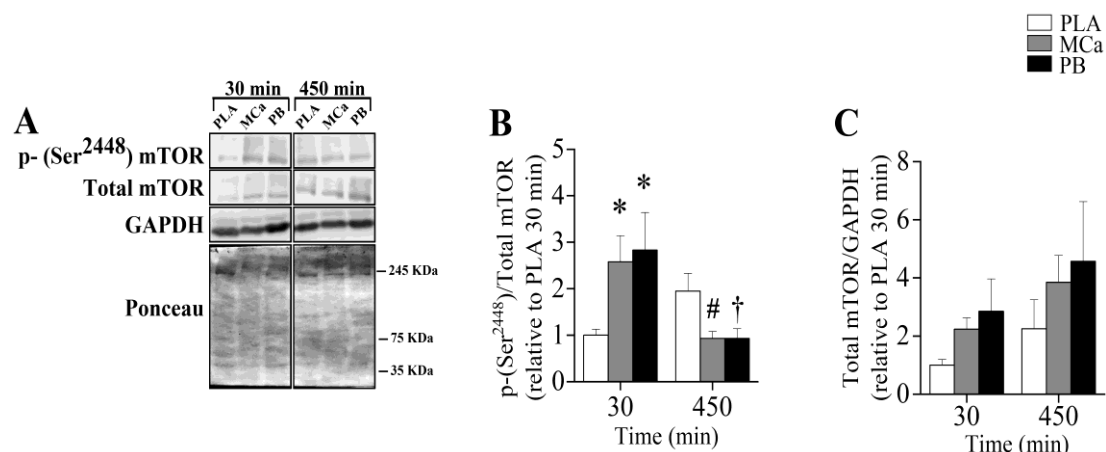 PLA
MCa
PB
A
30 min 450 min
PLA MCa PB PLA MCa PB
p- (Ser2448) mTOR
Total mTOR
GAPDH
Ponceau
245 KDa
75 KDa
35 KDa
B
p-(Ser2448)/Total mTOR
(relative to PLA 30 min)
5
4
3
2
1
0
* * # †
30 450
Time (min)
C
Total mTOR/GAPDH
(relative to PLA 30 min)
8
6
4
2
0
30 450
Time (min)